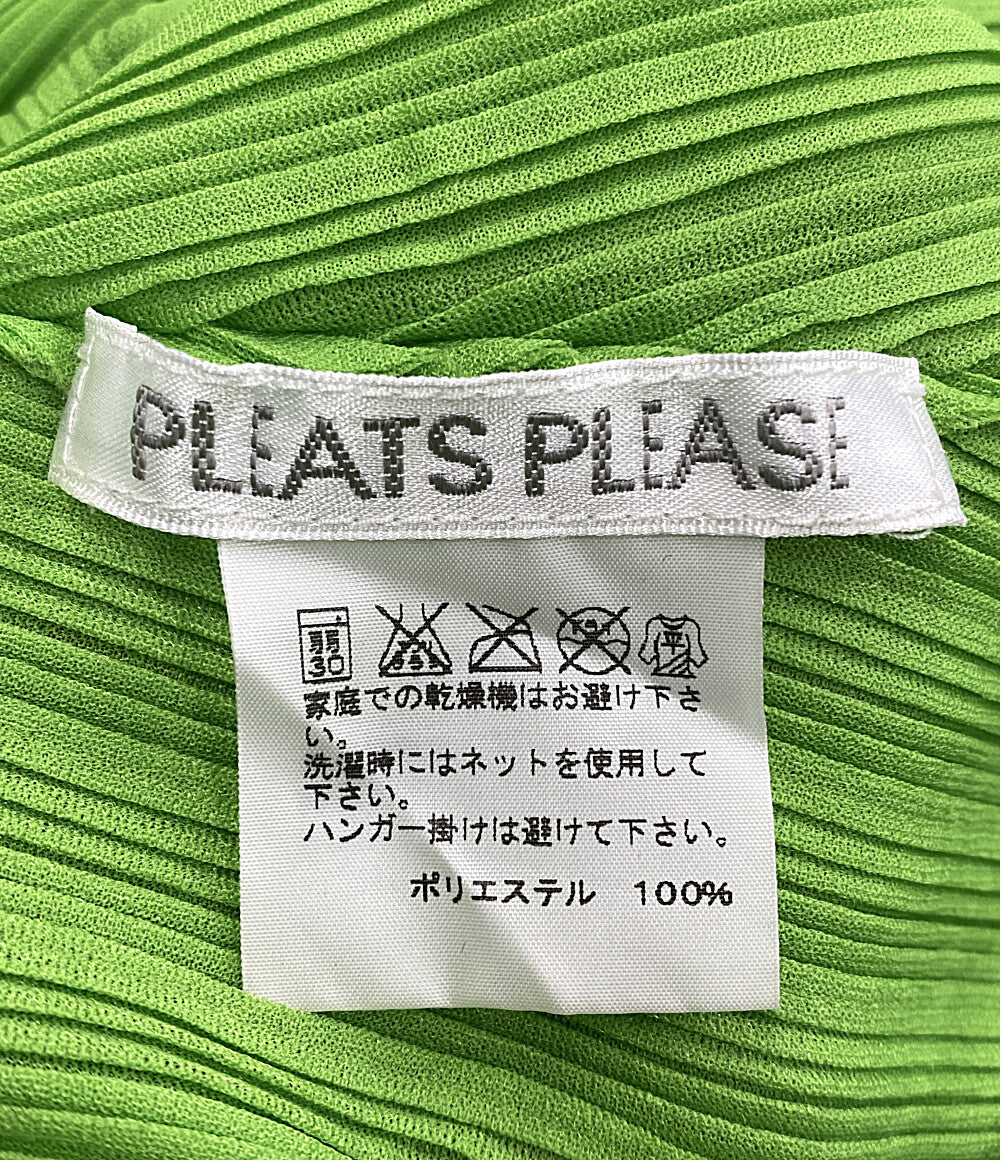 PLEATS PLEASE
弱 30 平
家庭での乾燥機はお避け下さ
い。
洗濯時にはネットを使用して
下さい。
ハンガー掛けは避けて下さい。
ポリエステル 100%